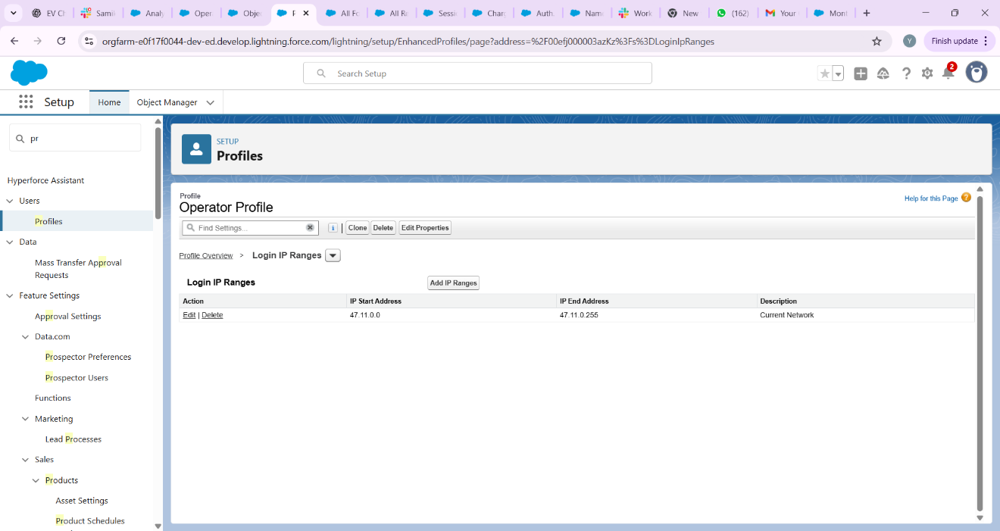 EV Cl
Samil
Analy
Oper
Obje
F
All Fo
All Re
Sessi
Char
Auth
Name
Work
New
(162)
Your
Mont
orgfarm-e0f17f0044-dev-ed.develop.lightning.force.com/lightning/setup/EnhancedProfiles/page?address=%2F00efj000003azKz%3Fs%3DLoginIpRanges
Y
Finish update
Search Setup
2
Setup
Home
Object Manager
pr
Hyperforce Assistant
Users
Profiles
Data
Mass Transfer Approval
Requests
Feature Settings
Approval Settings
Data.com
Prospector Preferences
Prospector Users
Functions
Marketing
Lead Processes
Sales
Products
Asset Settings
Product Schedules
SETUP
Profiles
Profile
Operator Profile
Help for this Page ?
Find Settings...
i | Clone Delete Edit Properties
Profile Overview > Login IP Ranges
Login IP Ranges Add IP Ranges
Action IP Start Address IP End Address Description
Edit | Delete 47.11.0.0 47.11.0.255 Current Network